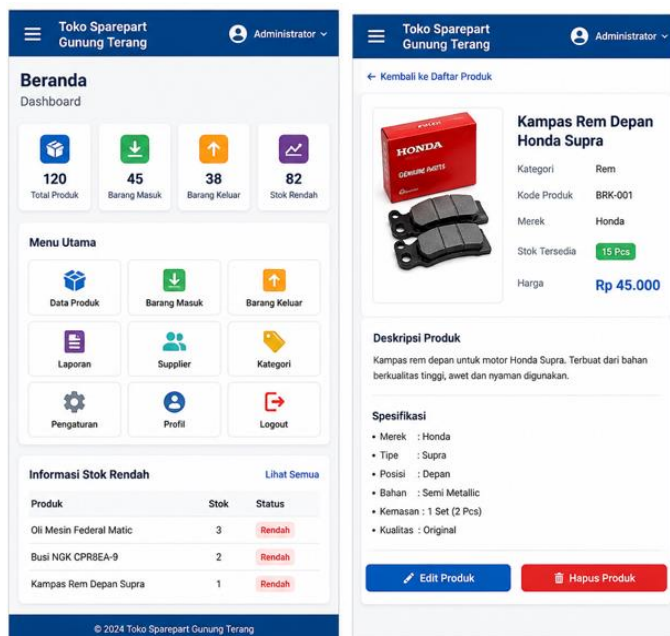 Toko Sparepart
Gunung Terang
Administrator
Beranda
Dashboard
120
Total Produk
45
Barang Masuk
38
Barang Keluar
82
Stok Rendah
Menu Utama
Data Produk
Barang Masuk
Barang Keluar
Laporan
Supplier
Kategori
Pengaturan
Profil
Logout
Informasi Stok Rendah Lihat Semua
Produk Stok Status
Oli Mesin Federal Matic 3 Rendah
Busi NGK CPR8EA-9 2 Rendah
Kampas Rem Depan Supra 1 Rendah
© 2024 Toko Sparepart Gunung Terang
Toko Sparepart
Gunung Terang
Administrator
← Kembali ke Daftar Produk
HONDA
GENUINE PARTS
Kampas Rem Depan
Honda Supra
Kategori Rem
Kode Produk BRK-001
Merek Honda
Stok Tersedia 15 Pcs
Harga Rp 45.000
Deskripsi Produk
Kampas rem depan untuk motor Honda Supra. Terbuat dari bahan
berkualitas tinggi, awet dan nyaman digunakan.
Spesifikasi
• Merek : Honda
• Tipe : Supra
• Posisi : Depan
• Bahan : Semi Metallic
• Kemasan : 1 Set (2 Pcs)
• Kualitas : Original
Edit Produk
Hapus Produk